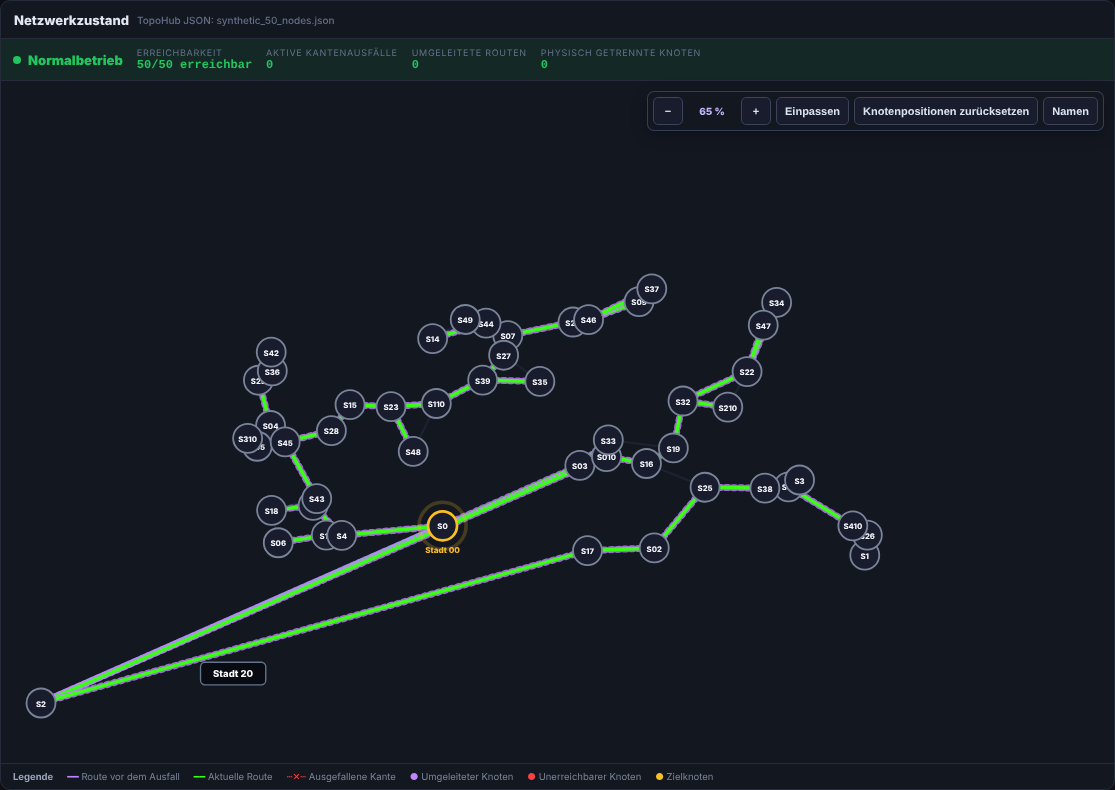 Netzwerkzustand TopoHub JSON: synthetic_50_nodes.json
Normalbetrieb
ERREICHBARKEIT
50/50 erreichbar
AKTIVE KANTENAUSFÄLLE
0
UMGELEITETE ROUTEN
0
PHYSISCH GETRENNTE KNOTEN
0
− 65 % + Einpassen Knotenpositionen zurücksetzen Namen
S37
S34
S49
S44
S46
S47
S14
S07
S42
S27
S36
S22
S39
S35
S15
S23
S110
S32
S210
S04
S28
S310
S45
S48
S33
S19
S03
S010
S16
S25
S38
S3
S43
S18
S0
Stadt 00
S4
S06
S410
S26
S1
S17
S02
Stadt 20
S2
Legende Route vor dem Ausfall Aktuelle Route Ausgefallene Kante Umgeleiteter Knoten Unerreichbarer Knoten Zielknoten